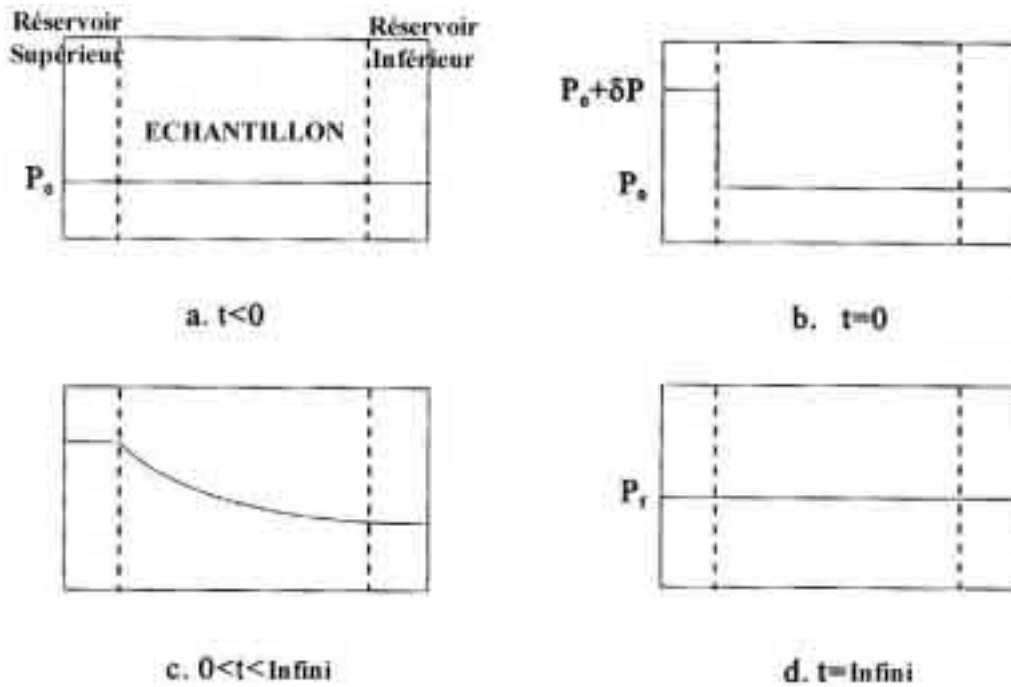 Réservoir
Supérieur
Réservoir
Inférieur
ECHANTILLON
P₀
a. t<0
P₀+δP
P₀
b. t=0
c. 0<t<Infini
P_f
d. t=Infini